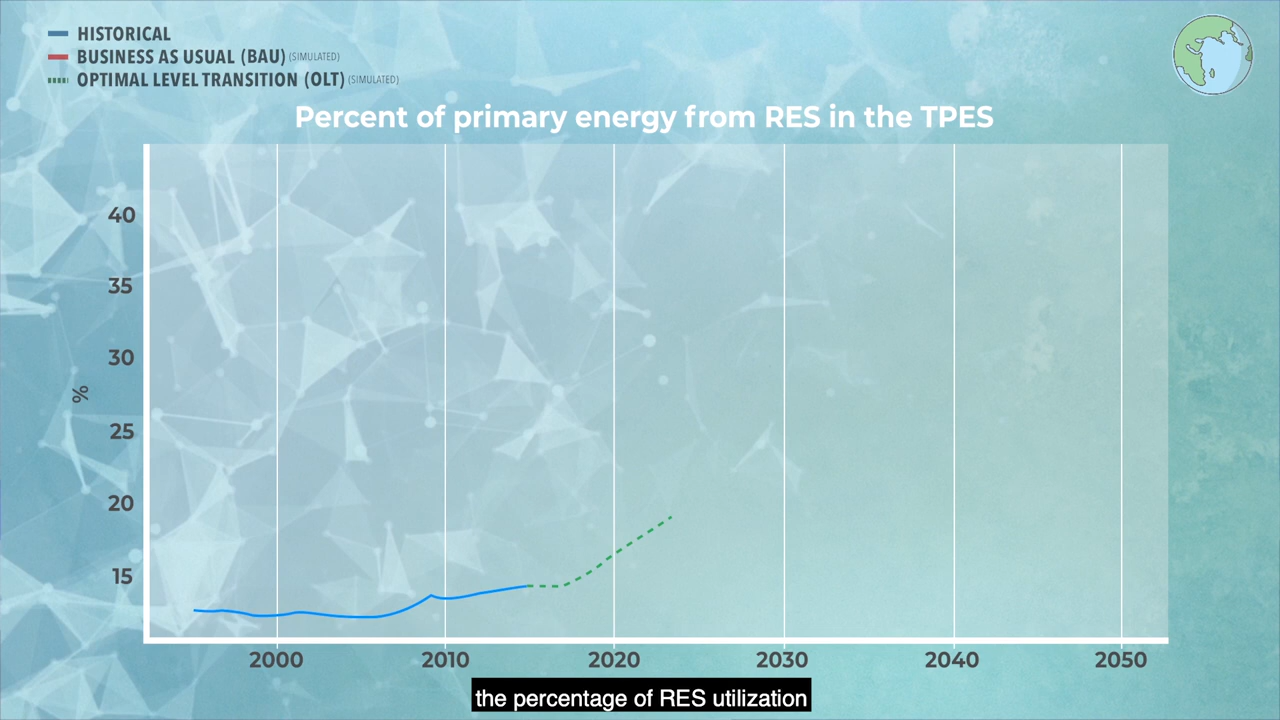 HISTORICAL
BUSINESS AS USUAL (BAU) (SIMULATED)
OPTIMAL LEVEL TRANSITION (OLT) (SIMULATED)
Percent of primary energy from RES in the TPES
40
35
30
%
25
20
15
2000 2010 2020 2030 2040 2050
the percentage of RES utilization